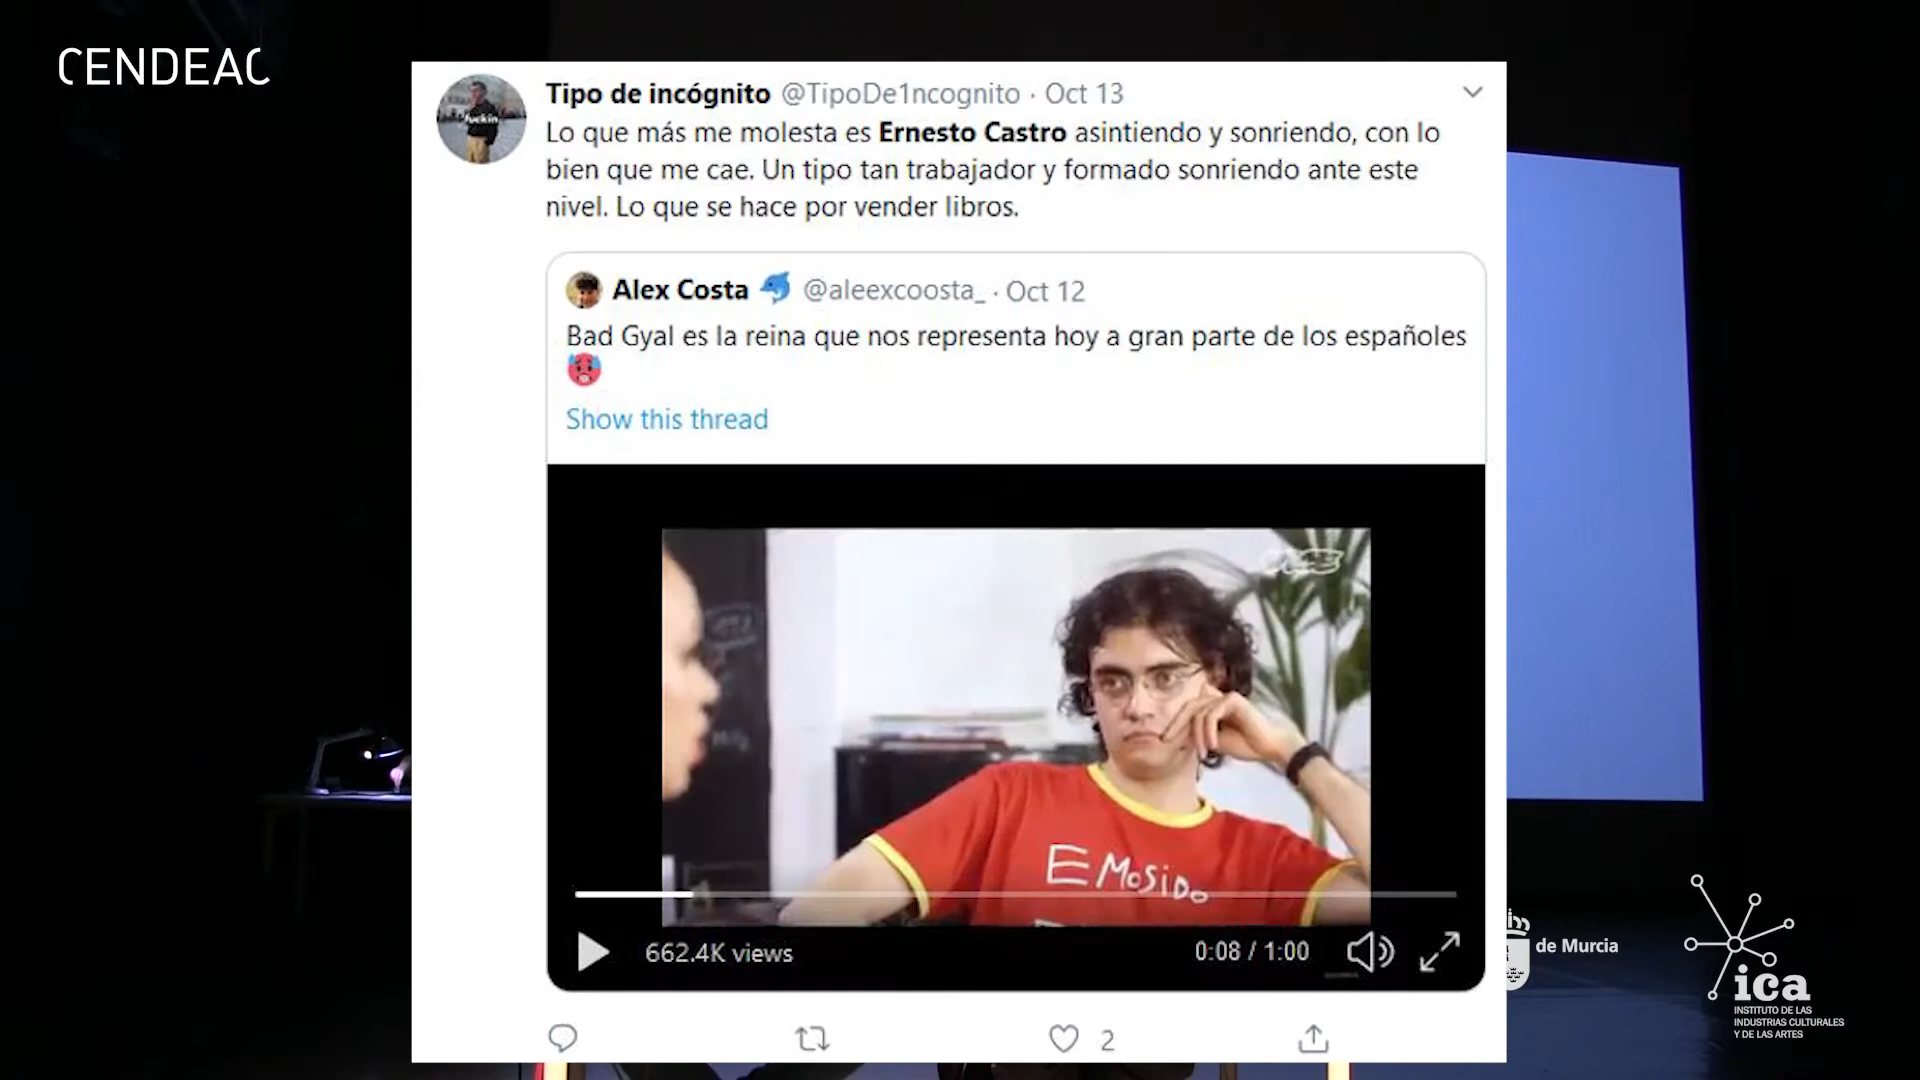 CENDEAC
Tipo de incógnito @TipoDe1ncognito · Oct 13
Lo que más me molesta es Ernesto Castro asintiendo y sonriendo, con lo
bien que me cae. Un tipo tan trabajador y formado sonriendo ante este
nivel. Lo que se hace por vender libros.
Alex Costa @aleexcoosta_ · Oct 12
Bad Gyal es la reina que nos representa hoy a gran parte de los españoles
Show this thread
EMOSIDO
662.4K views
0:08 / 1:00
2
de Murcia
ica
INSTITUTO DE LAS
INDUSTRIAS CULTURALES
Y DE LAS ARTES